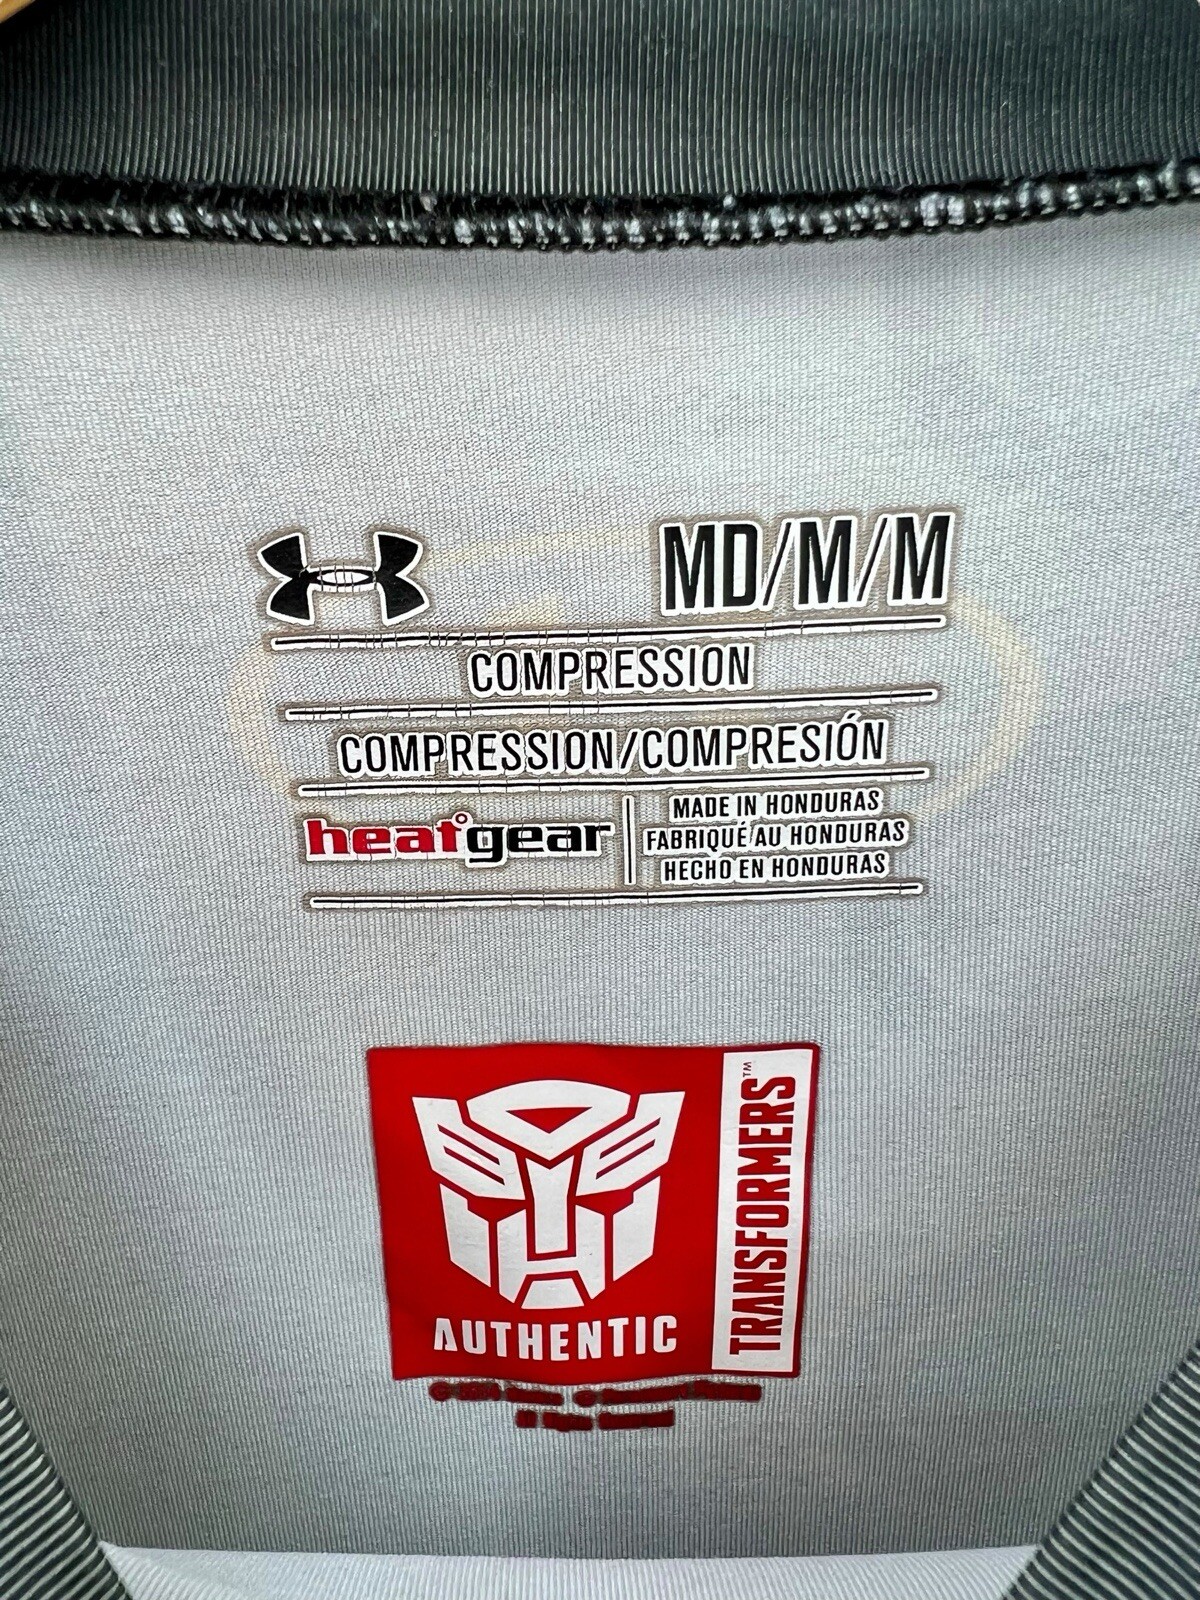 MD/M/M
COMPRESSION
COMPRESSION/COMPRESIÓN
heatgear
MADE IN HONDURAS
FABRIQUÉ AU HONDURAS
HECHO EN HONDURAS
AUTHENTIC
TRANSFORMERS™